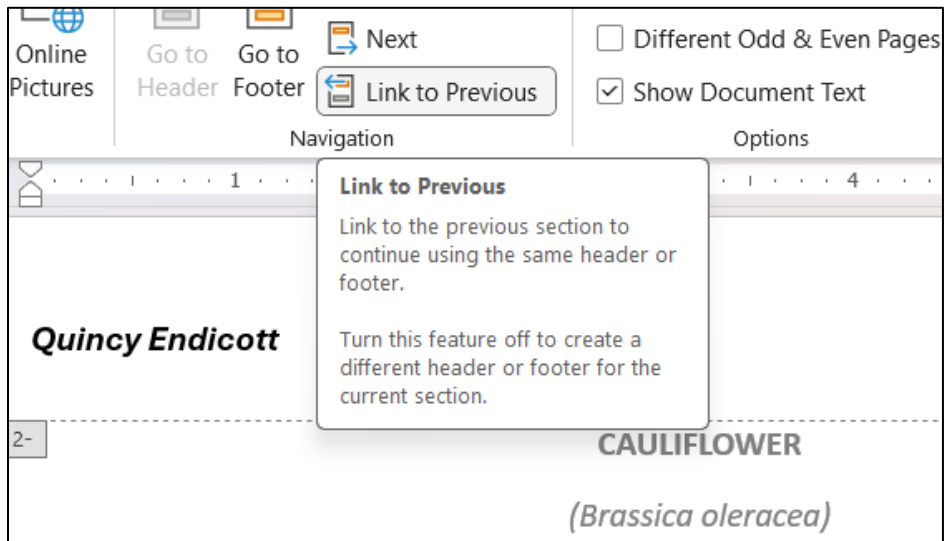 Online
Pictures
Go to
Header
Go to
Footer
Next
Link to Previous
Navigation
Different Odd & Even Pages
Show Document Text
Options
1
4
Link to Previous
Link to the previous section to
continue using the same header or
footer.
Turn this feature off to create a
different header or footer for the
current section.
Quincy Endicott
2-
CAULIFLOWER
(Brassica oleracea)